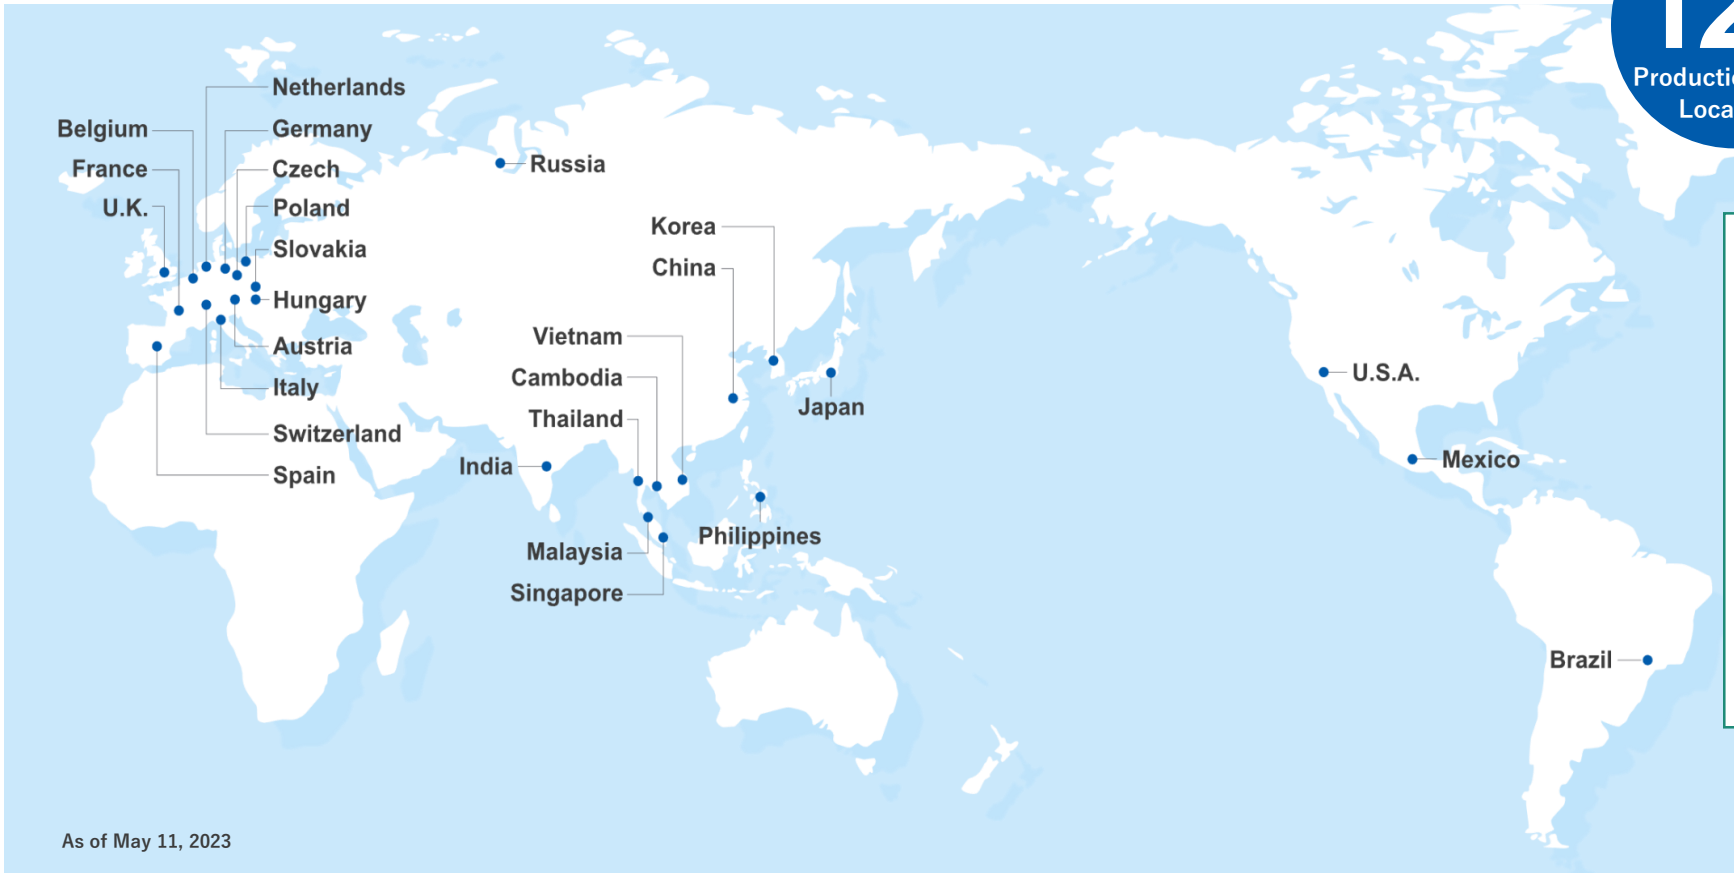 Netherlands
Belgium
Germany
France
Czech
U.K.
Poland
Slovakia
Hungary
Austria
Italy
Switzerland
Spain
Russia
Korea
China
Vietnam
Cambodia
Thailand
India
Malaysia
Singapore
Philippines
Japan
U.S.A.
Mexico
Brazil
As of May 11, 2023